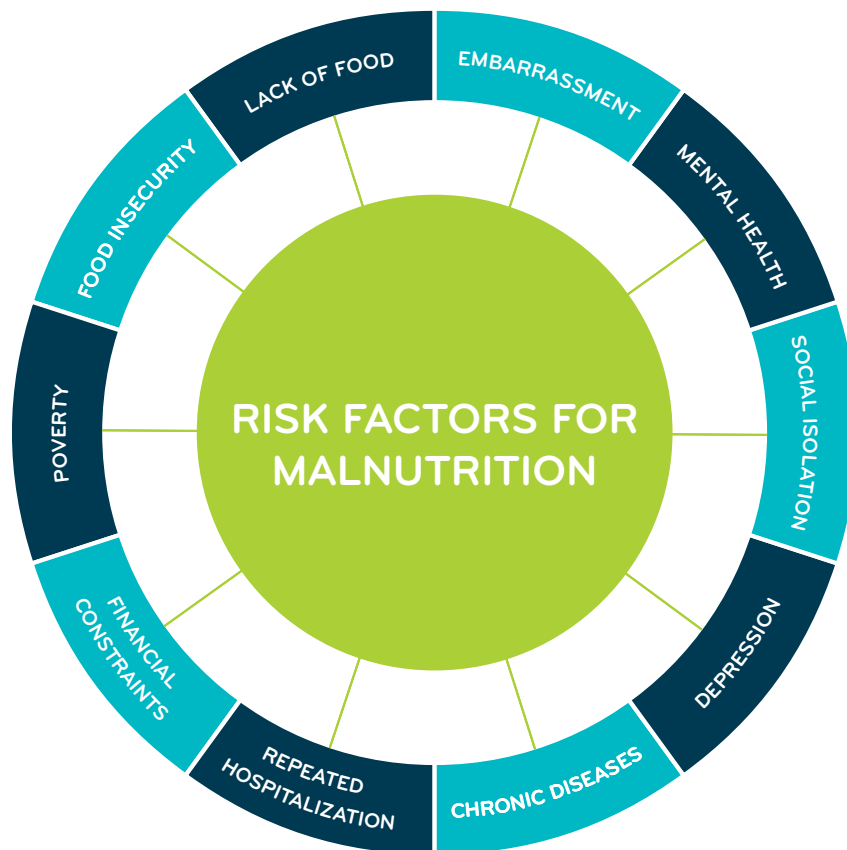 RISK FACTORS FOR
MALNUTRITION
EMBARRASSMENT
MENTAL HEALTH
SOCIAL ISOLATION
DEPRESSION
CHRONIC DISEASES
REPEATED
HOSPITALIZATION
FINANCIAL
CONSTRAINTS
POVERTY
FOOD INSECURITY
LACK OF FOOD